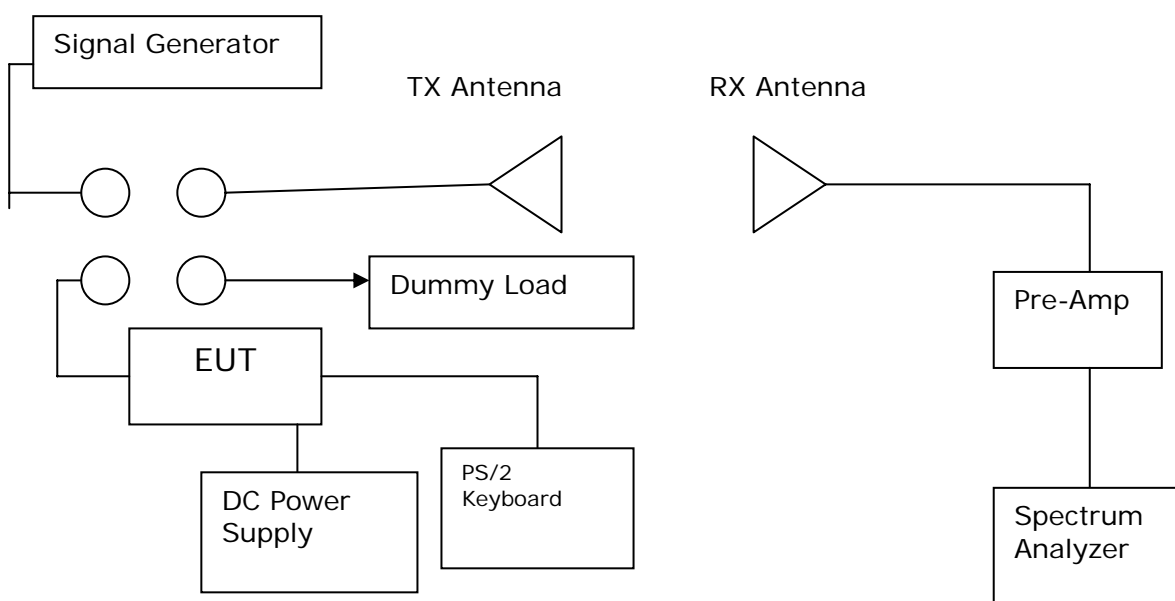 Signal Generator
TX Antenna
RX Antenna
Dummy Load
Pre-Amp
EUT
DC Power
Supply
PS/2
Keyboard
Spectrum
Analyzer